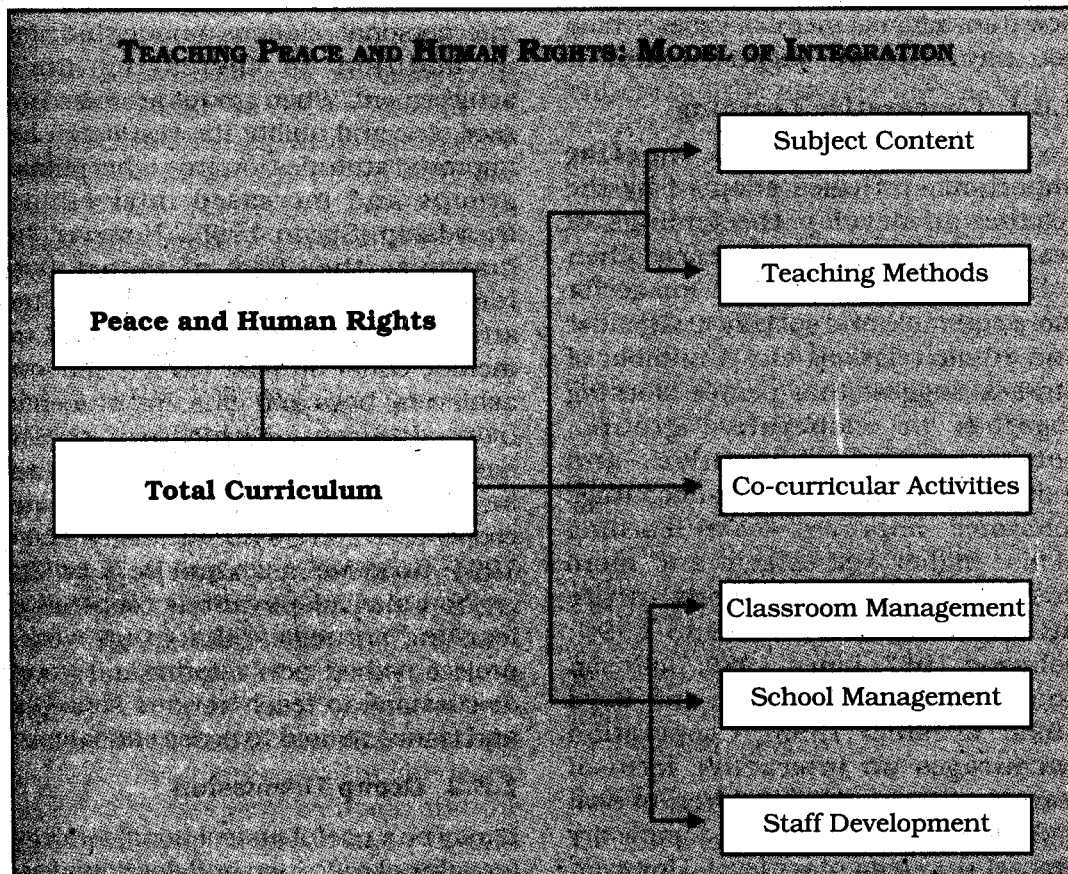 TEACHING PEACE AND HUMAN RIGHTS: MODEL OF INTEGRATION
Subject Content
Teaching Methods
Peace and Human Rights
Total Curriculum
Co-curricular Activities
Classroom Management
School Management
Staff Development